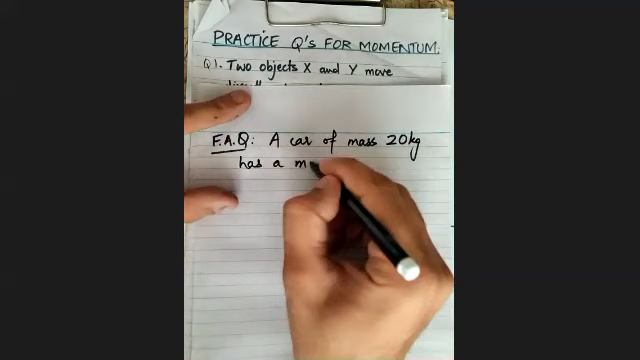 PRACTICE Q's FOR MOMENTUM.
Q1. Two objects X and Y move
F.A.Q: A car of mass 20kg
has a m